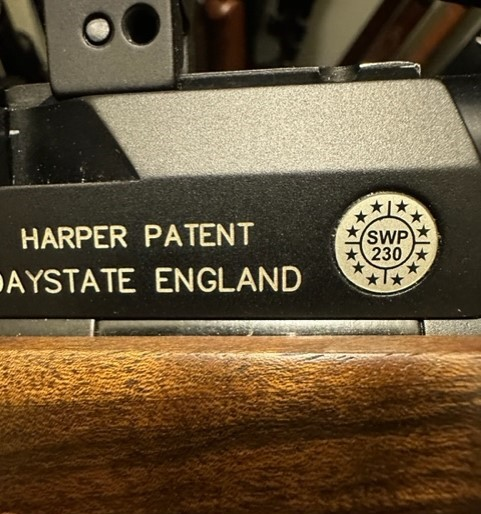 HARPER PATENT
DAYSTATE ENGLAND
SWP
230